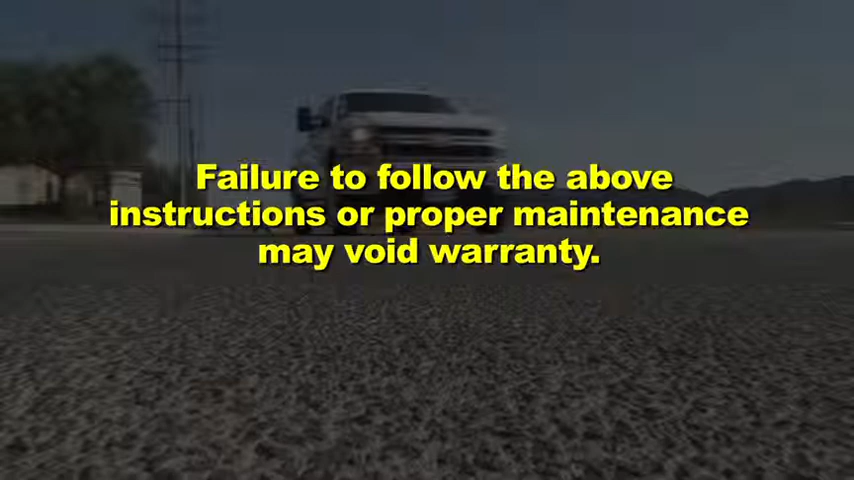 Failure to follow the above
instructions or proper maintenance
may void warranty.